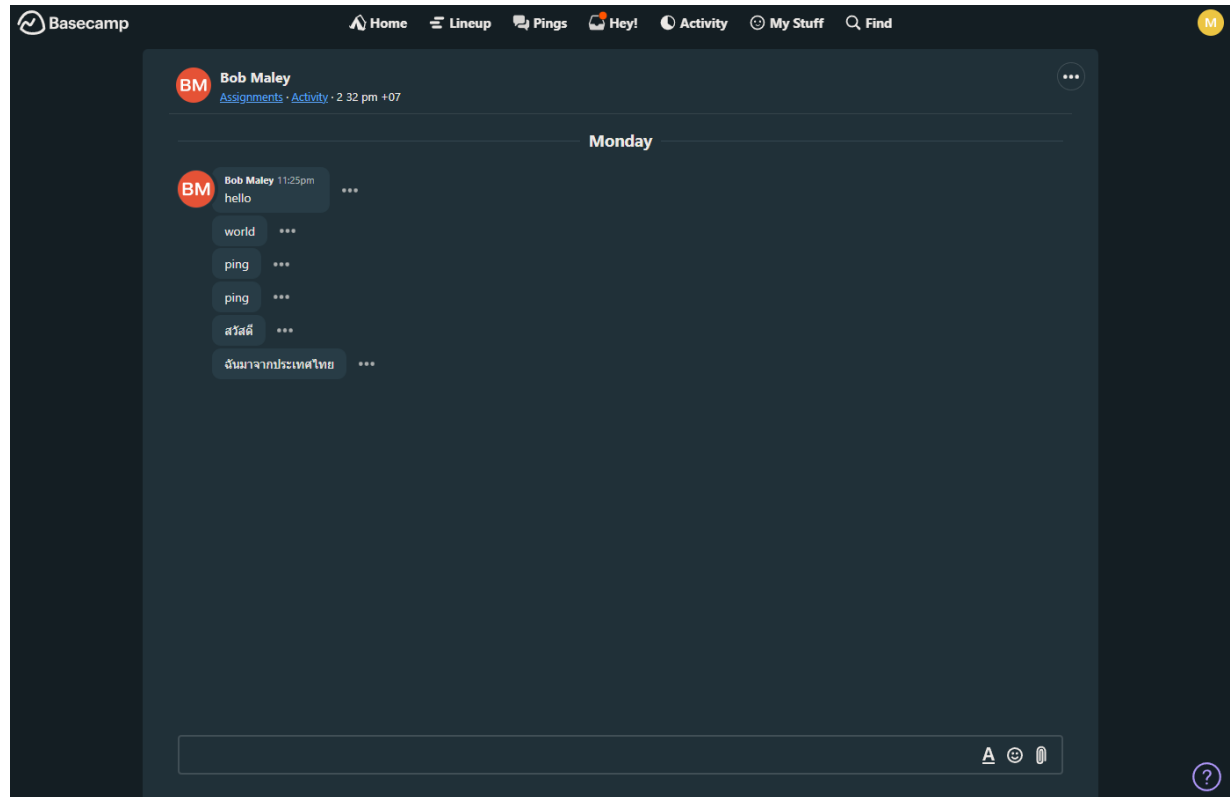 Basecamp
Home Lineup Pings Hey! Activity My Stuff Find
M
BM
Bob Maley
Assignments · Activity · 2 32 pm +07
Monday
BM
Bob Maley 11:25pm
hello
world
ping
ping
สวัสดี
ฉันมาจากประเทศไทย
A
?